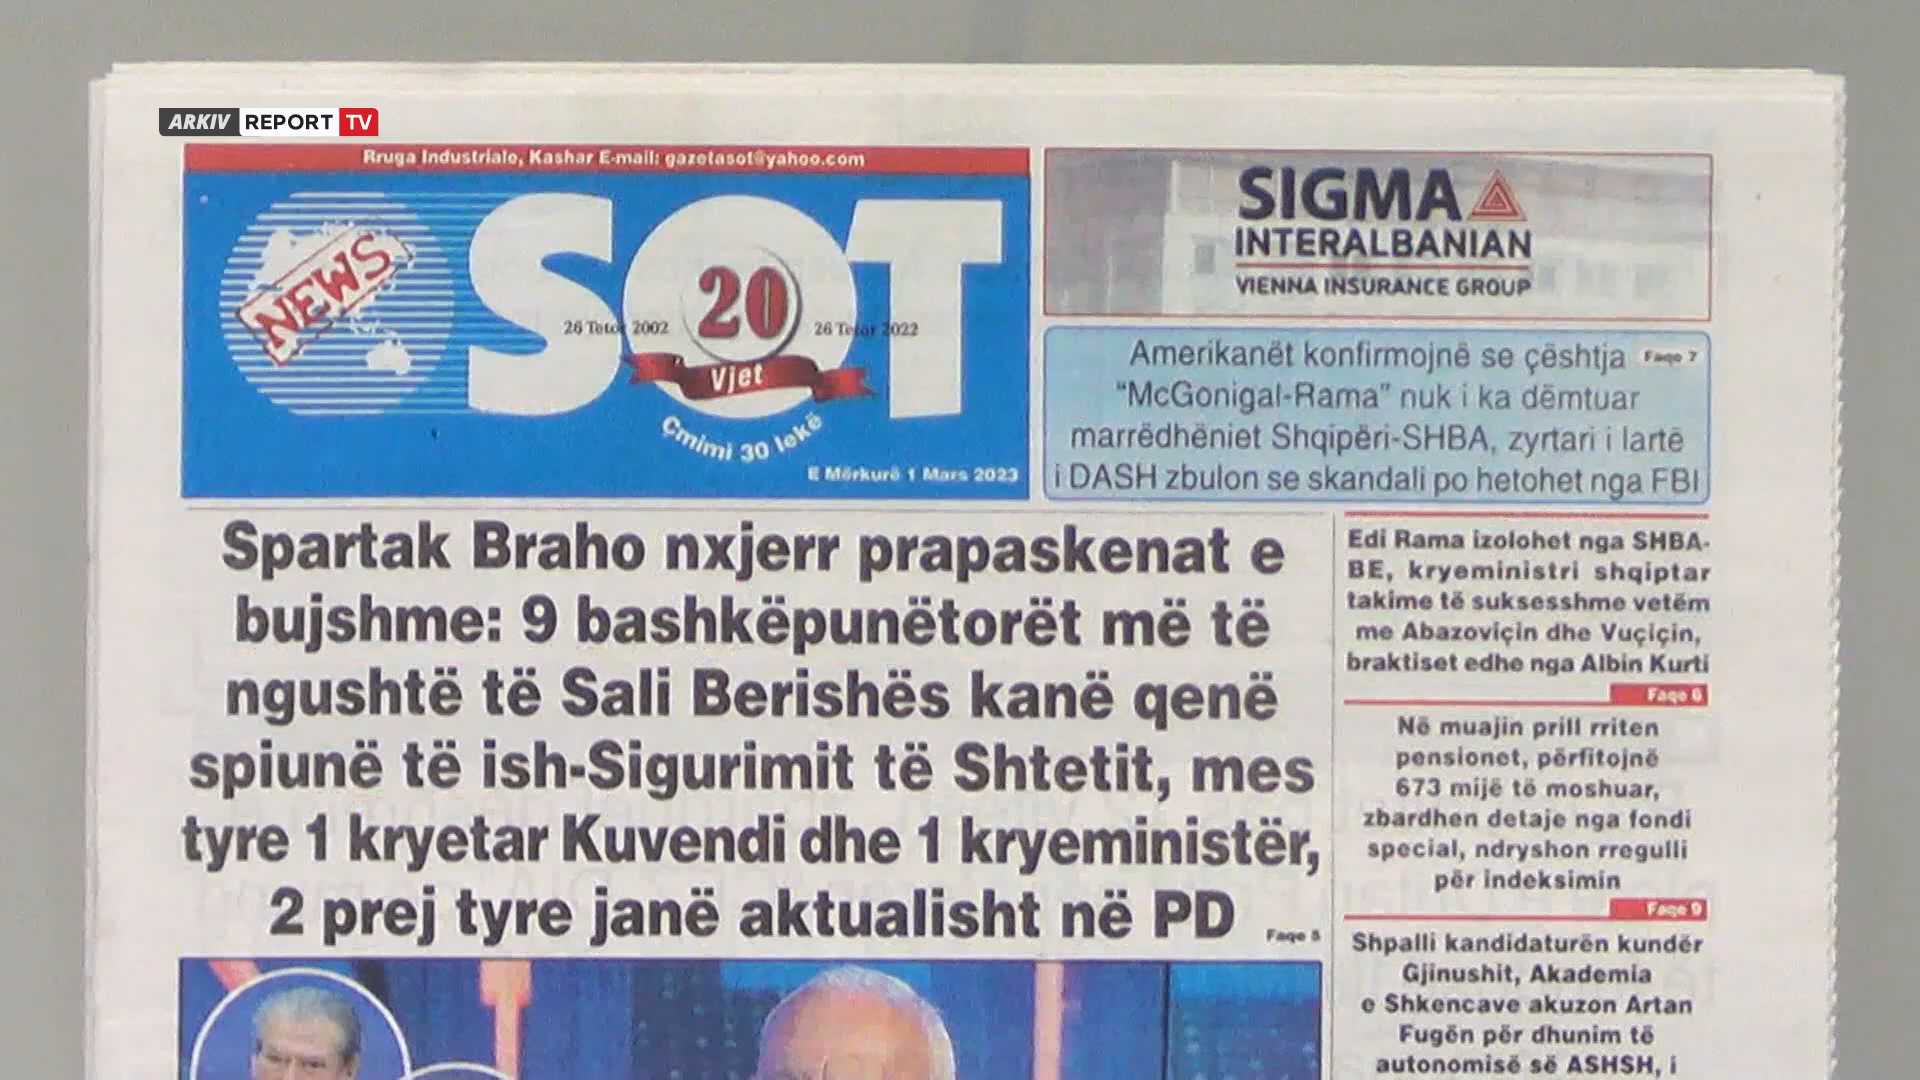 ARKIV REPORT TV
Rruga Industriale, Kashar E-mail: gazetasot@yahoo.com
NEWS
SOT
26 Tetor 2002
20
26 Tetor 2022
Vjet
Çmimi 30 lekë
E Mërkurë 1 Mars 2023
SIGMA
INTERALBANIAN
VIENNA INSURANCE GROUP
Amerikanët konfirmojnë se çështja Faqe 7
“McGonigal-Rama” nuk i ka dëmtuar
marrëdhëniet Shqipëri-SHBA, zyrtari i lartë
i DASH zbulon se skandali po hetohet nga FBI
Spartak Braho nxjerr prapaskenat e
bujshme: 9 bashkëpunëtorët më të
ngushtë të Sali Berishës kanë qenë
spiunë të ish-Sigurimit të Shtetit, mes
tyre 1 kryetar Kuvendi dhe 1 kryeministër,
2 prej tyre janë aktualisht në PD
Faqe 5
Edi Rama izolohet nga SHBA-
BE, kryeministri shqiptar
takime të suksesshme vetëm
me Abazoviçin dhe Vuçiçin,
braktiset edhe nga Albin Kurti
Faqe 6
Në muajin prill rriten
pensionet, përfitojnë
673 mijë të moshuar,
zbardhen detaje nga fondi
special, ndryshon rregulli
për indeksimin
Faqe 9
Shpalli kandidaturën kundër
Gjinushit, Akademia
e Shkencave akuzon Artan
Fugën për dhunim të
autonomisë së ASHSH, i